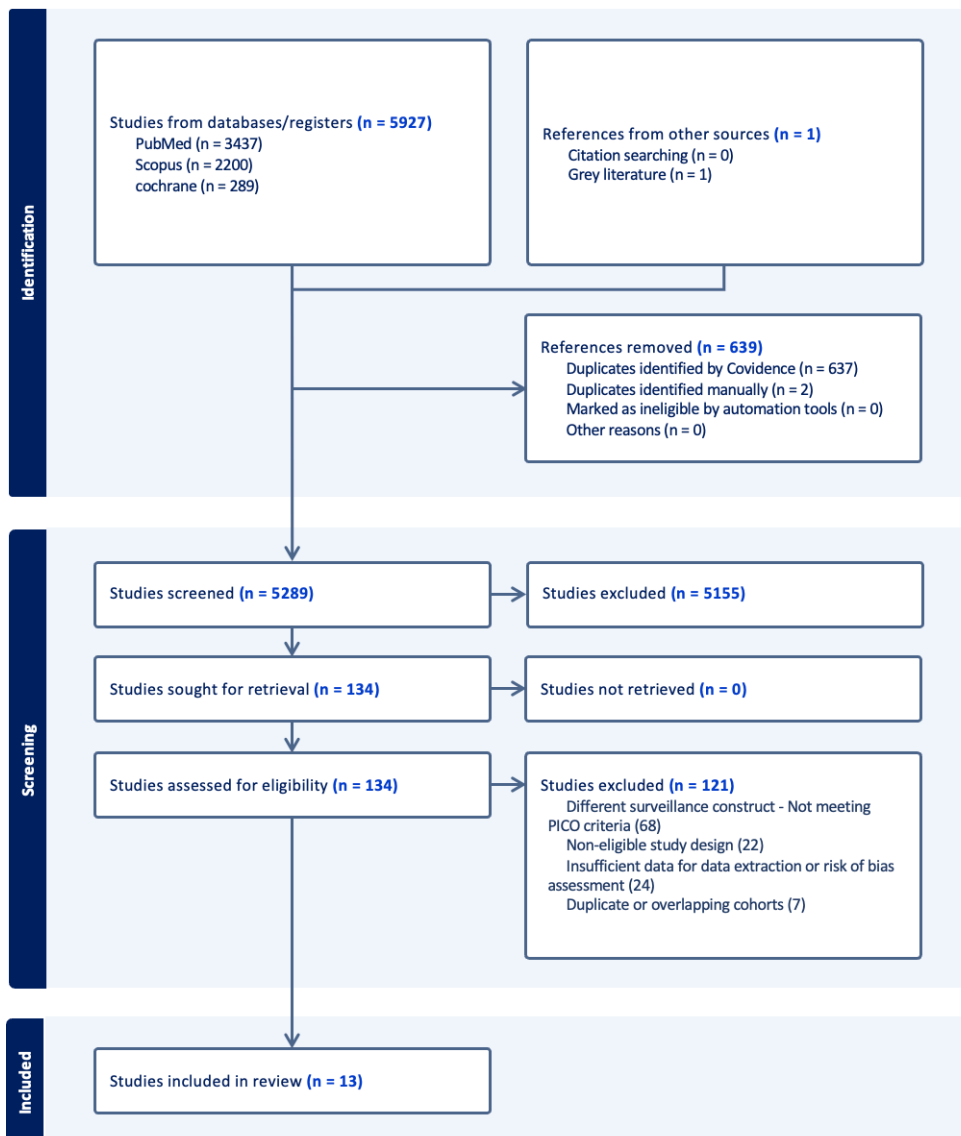 Identification
Studies from databases/registers (n = 5927)
PubMed (n = 3437)
Scopus (n = 2200)
cochrane (n = 289)
References from other sources (n = 1)
Citation searching (n = 0)
Grey literature (n = 1)
References removed (n = 639)
Duplicates identified by Covidence (n = 637)
Duplicates identified manually (n = 2)
Marked as ineligible by automation tools (n = 0)
Other reasons (n = 0)
Screening
Studies screened (n = 5289)
Studies excluded (n = 5155)
Studies sought for retrieval (n = 134)
Studies not retrieved (n = 0)
Studies assessed for eligibility (n = 134)
Studies excluded (n = 121)
Different surveillance construct - Not meeting
PICO criteria (68)
Non-eligible study design (22)
Insufficient data for data extraction or risk of bias
assessment (24)
Duplicate or overlapping cohorts (7)
Included
Studies included in review (n = 13)